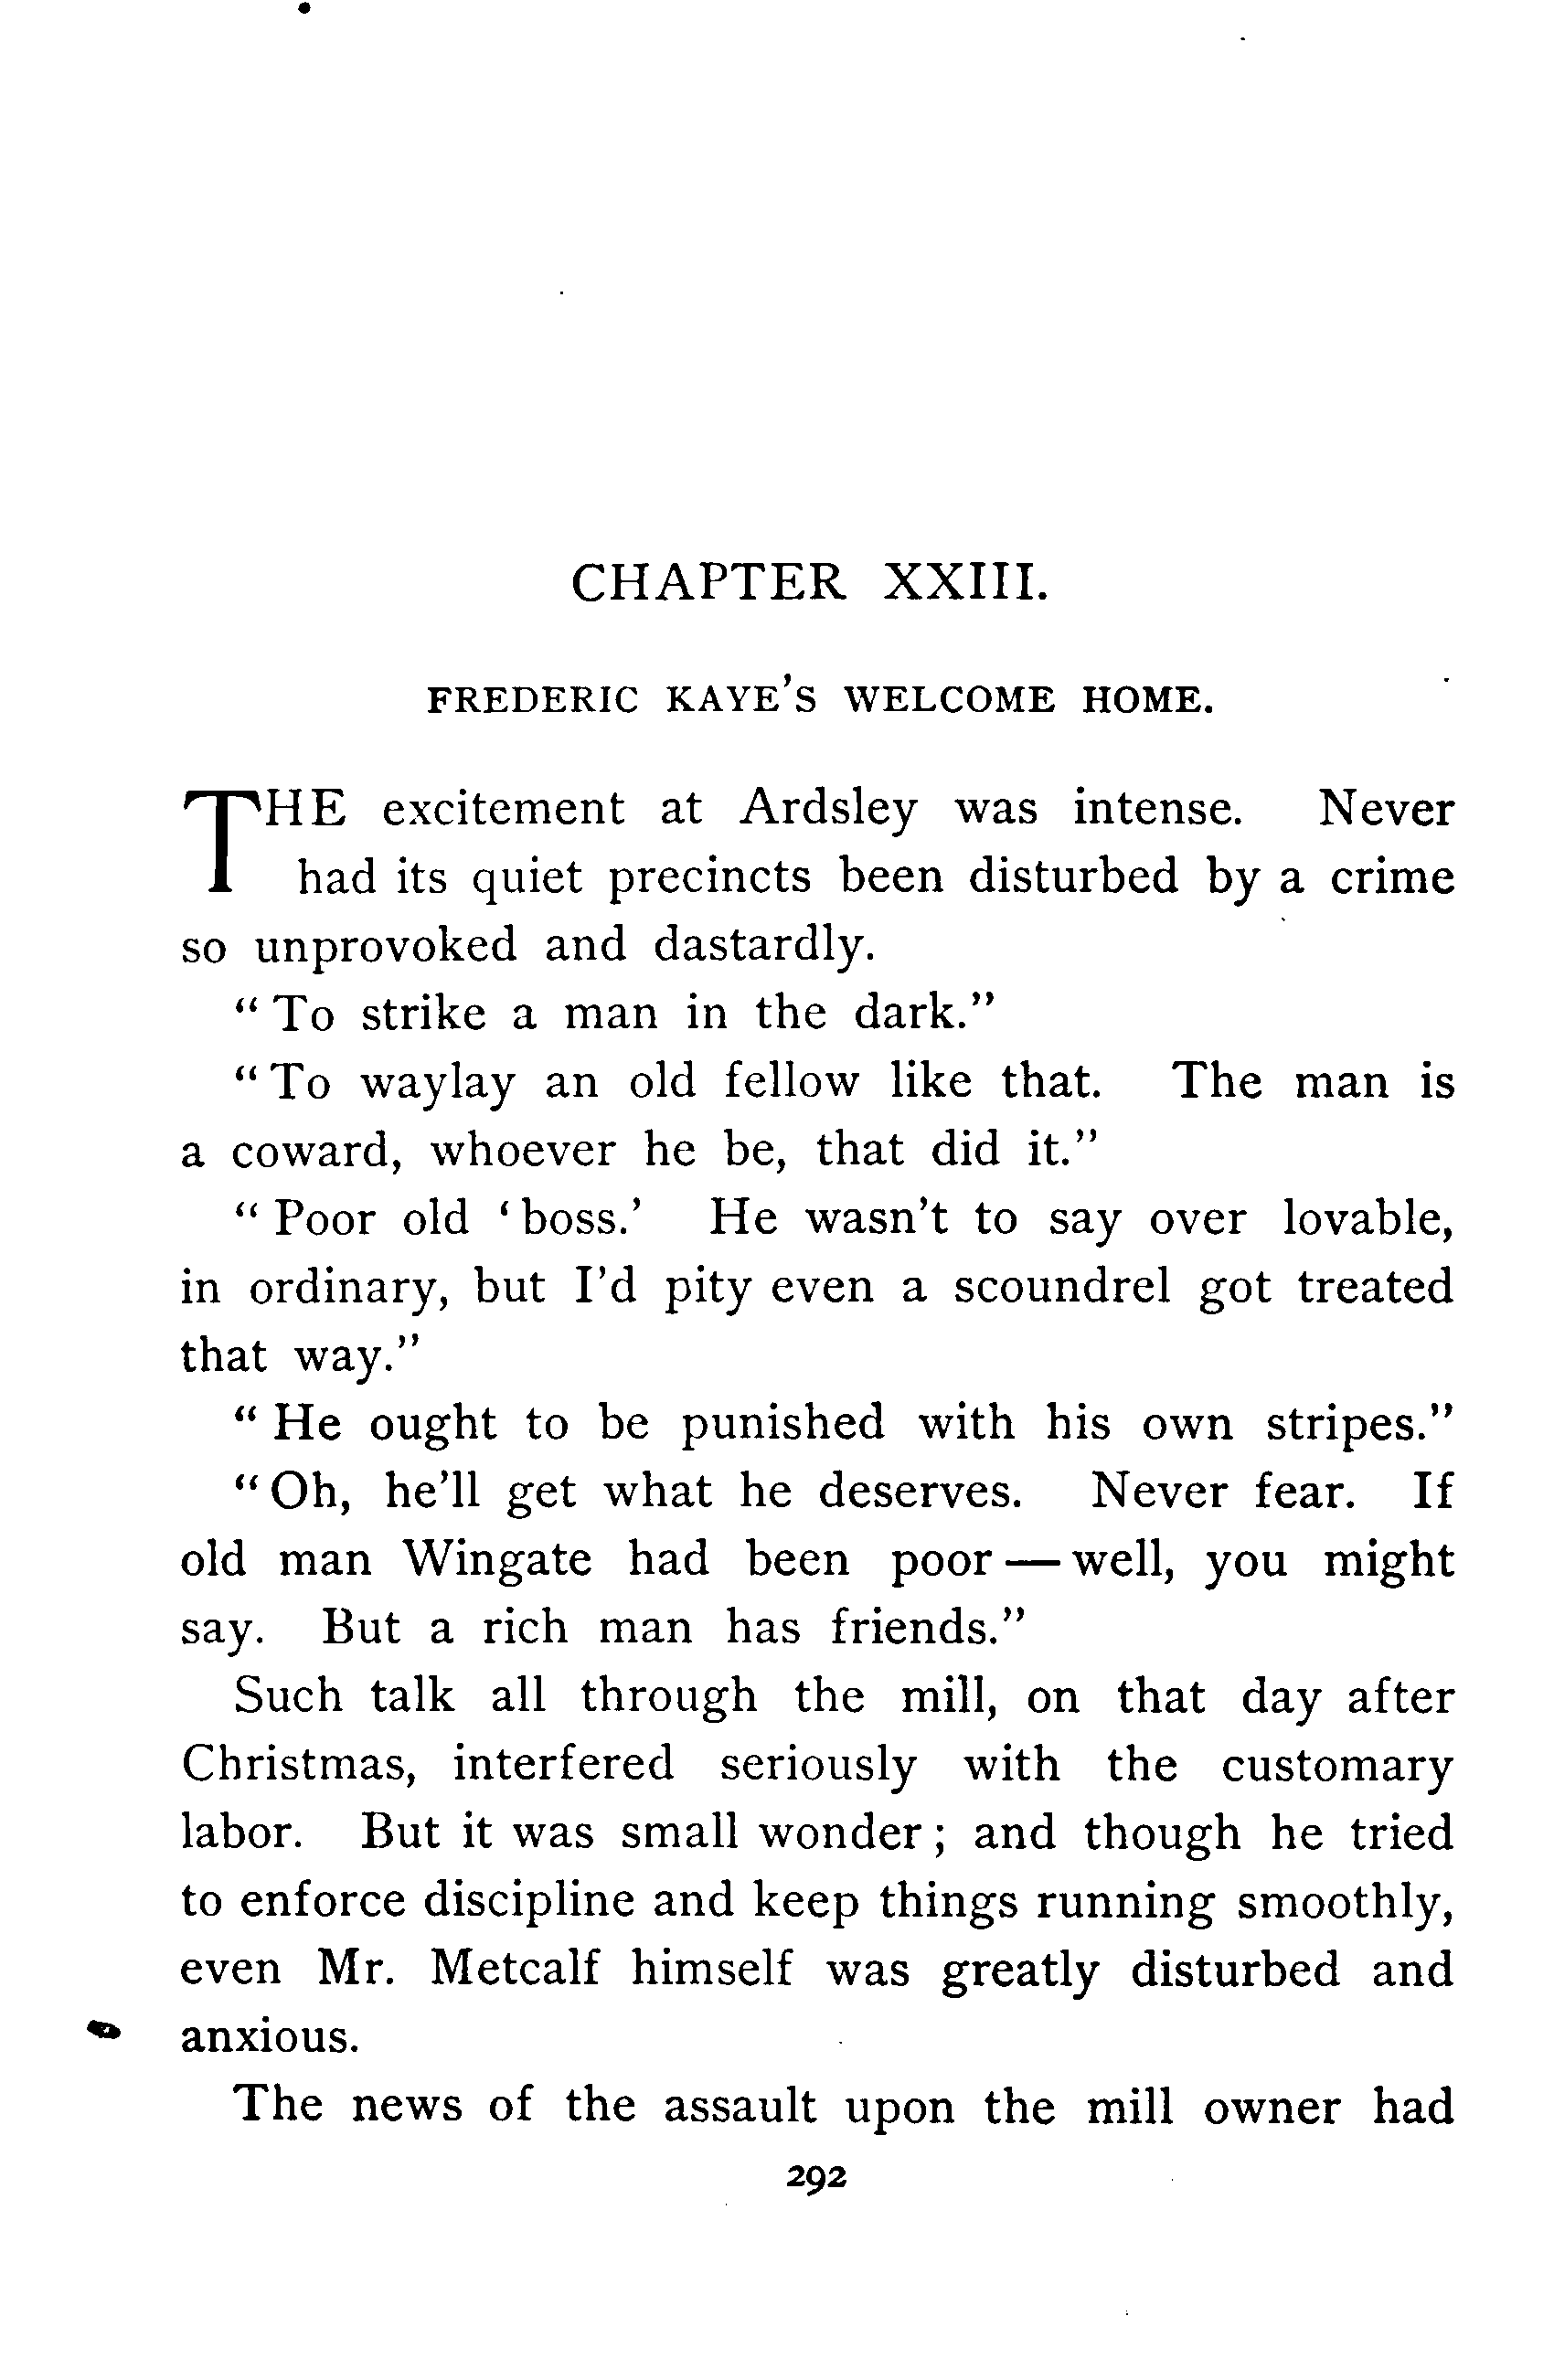 CHAPTER XXIII.
FREDERIC KAYE'S WELCOME HOME.
THE excitement at Ardsley was intense. Never
had its quiet precincts been disturbed by a crime
so unprovoked and dastardly.
“To strike a man in the dark.”
“To waylay an old fellow like that. The man is
a coward, whoever he be, that did it.”
“Poor old ‘boss.’ He wasn’t to say over lovable,
in ordinary, but I’d pity even a scoundrel got treated
that way.”
“He ought to be punished with his own stripes.”
“Oh, he’ll get what he deserves. Never fear. If
old man Wingate had been poor — well, you might
say. But a rich man has friends.”
Such talk all through the mill, on that day after
Christmas, interfered seriously with the customary
labor. But it was small wonder; and though he tried
to enforce discipline and keep things running smoothly,
even Mr. Metcalf himself was greatly disturbed and
anxious.
The news of the assault upon the mill owner had
292